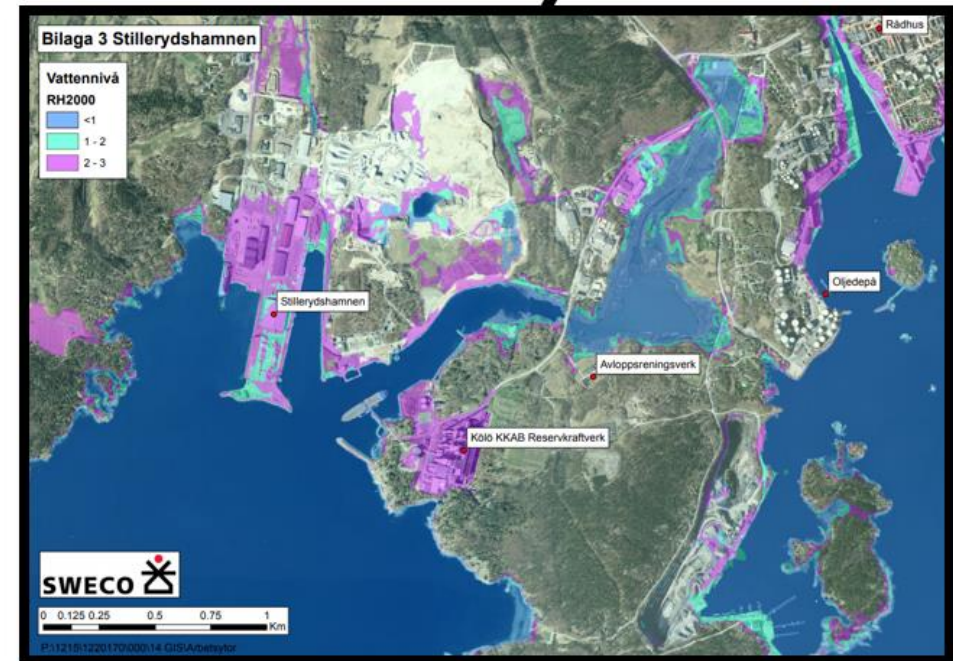 Bilaga 3 Stillerydshamnen
Rådhus
Vattennivå
RH2000
<1
1 - 2
2 - 3
Oljedepå
Stillerydshamnen
Avloppsreningsverk
Kölö KKAB Reservkraftverk
SWECO
0 0.125 0.25 0.5 0.75 1
Km
P:\1215\1220170\000\14 GIS\Arbetsytor